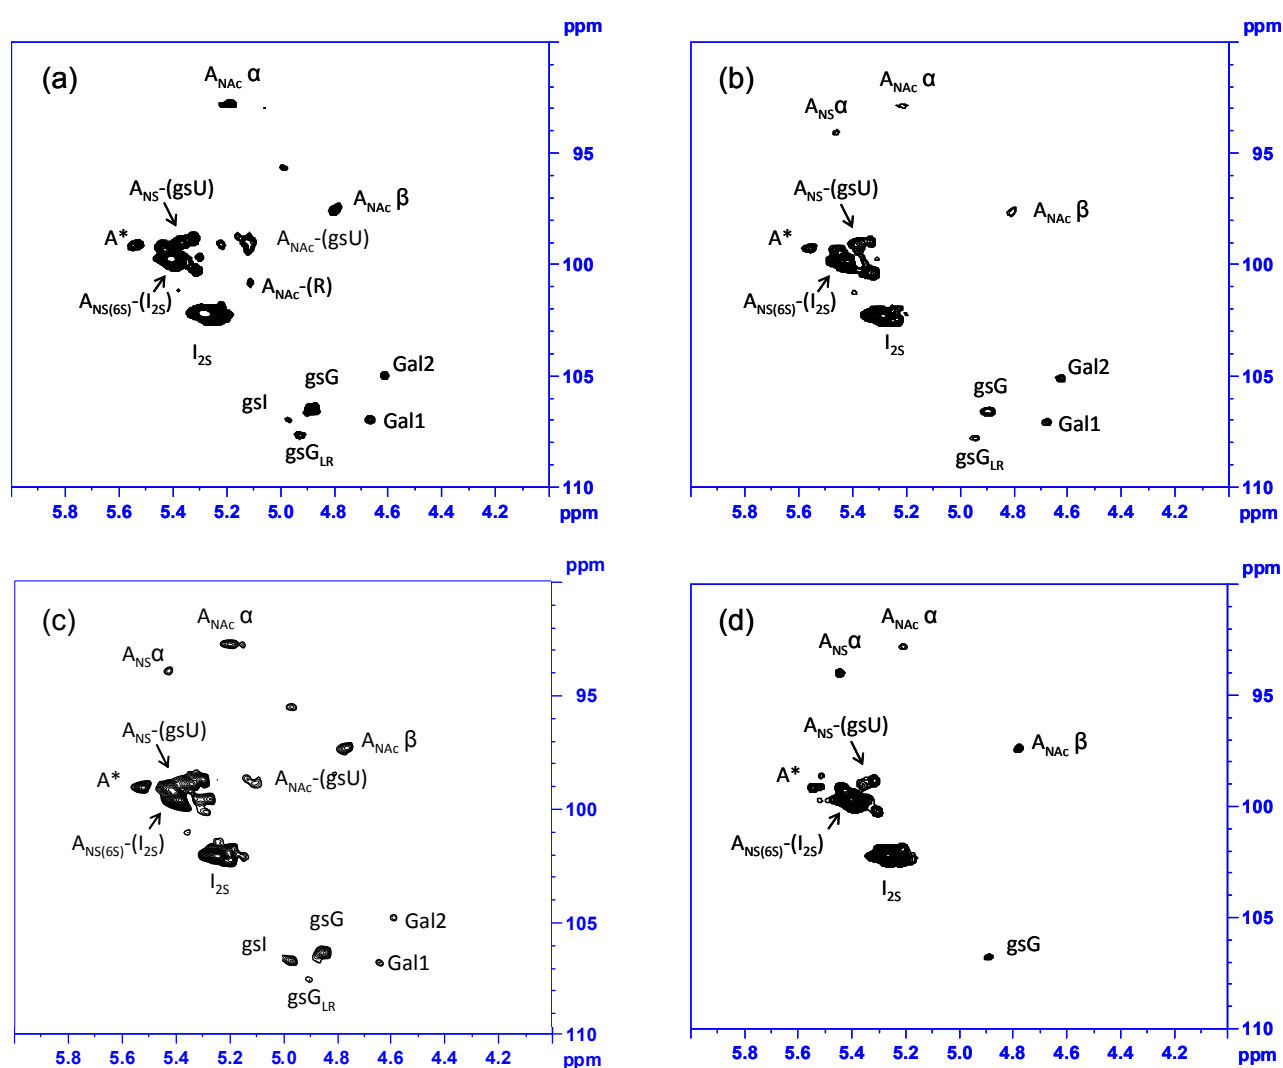 ppm
(a)
A_NAc α
95
A_NS-(gsU)
A_NAc β
A*
A_NAc-(gsU)
100
A_NAc-(R)
A_NS(6S)-(I_2S)
I_2S
Gal2
105
gsG
gsI
Gal1
gsG_LR
110
5.8 5.6 5.4 5.2 5.0 4.8 4.6 4.4 4.2 ppm
ppm
(b)
A_NAc α
A_NSα
95
A_NS-(gsU)
A_NAc β
A*
100
A_NS(6S)-(I_2S)
I_2S
Gal2
105
gsG
Gal1
gsG_LR
110
5.8 5.6 5.4 5.2 5.0 4.8 4.6 4.4 4.2 ppm
ppm
(c)
A_NAc α
A_NSα
95
A_NS-(gsU)
A_NAc β
A*
A_NAc-(gsU)
100
A_NS(6S)-(I_2S)
I_2S
gsG
Gal2
105
gsI
Gal1
gsG_LR
110
5.8 5.6 5.4 5.2 5.0 4.8 4.6 4.4 4.2 ppm
ppm
(d)
A_NAc α
A_NSα
95
A_NS-(gsU)
A_NAc β
A*
100
A_NS(6S)-(I_2S)
I_2S
105
gsG
110
5.8 5.6 5.4 5.2 5.0 4.8 4.6 4.4 4.2 ppm